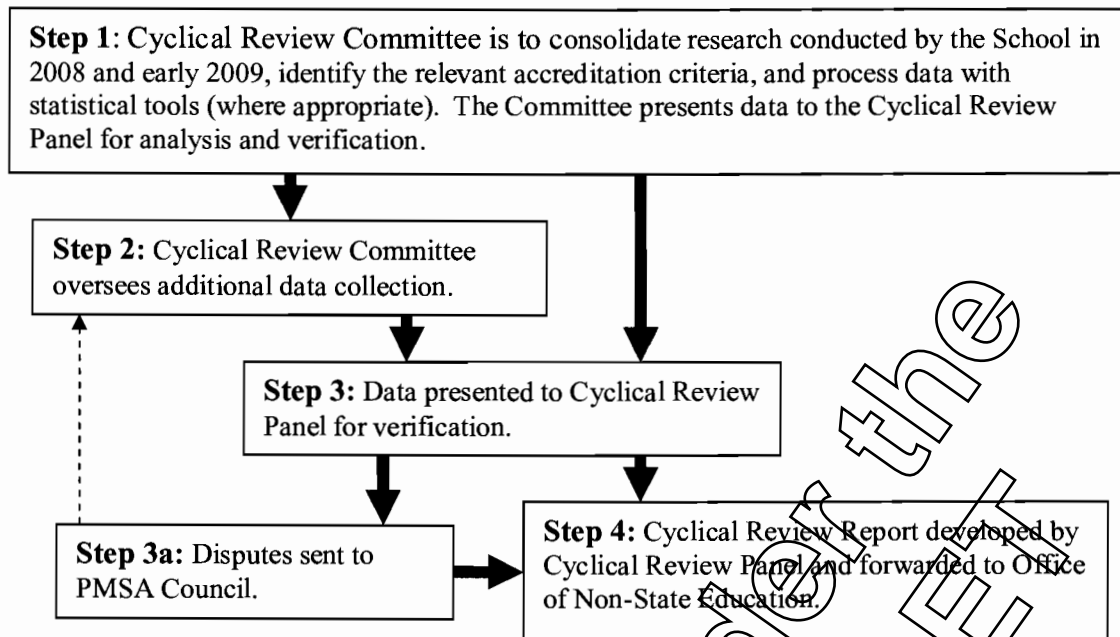 Step 1: Cyclical Review Committee is to consolidate research conducted by the School in
2008 and early 2009, identify the relevant accreditation criteria, and process data with
statistical tools (where appropriate).  The Committee presents data to the Cyclical Review
Panel for analysis and verification.
Step 2: Cyclical Review Committee
oversees additional data collection.
Step 3: Data presented to Cyclical Review
Panel for verification.
Step 3a: Disputes sent to
PMSA Council.
Step 4: Cyclical Review Report developed by
Cyclical Review Panel and forwarded to Office
of Non-State Education.
the